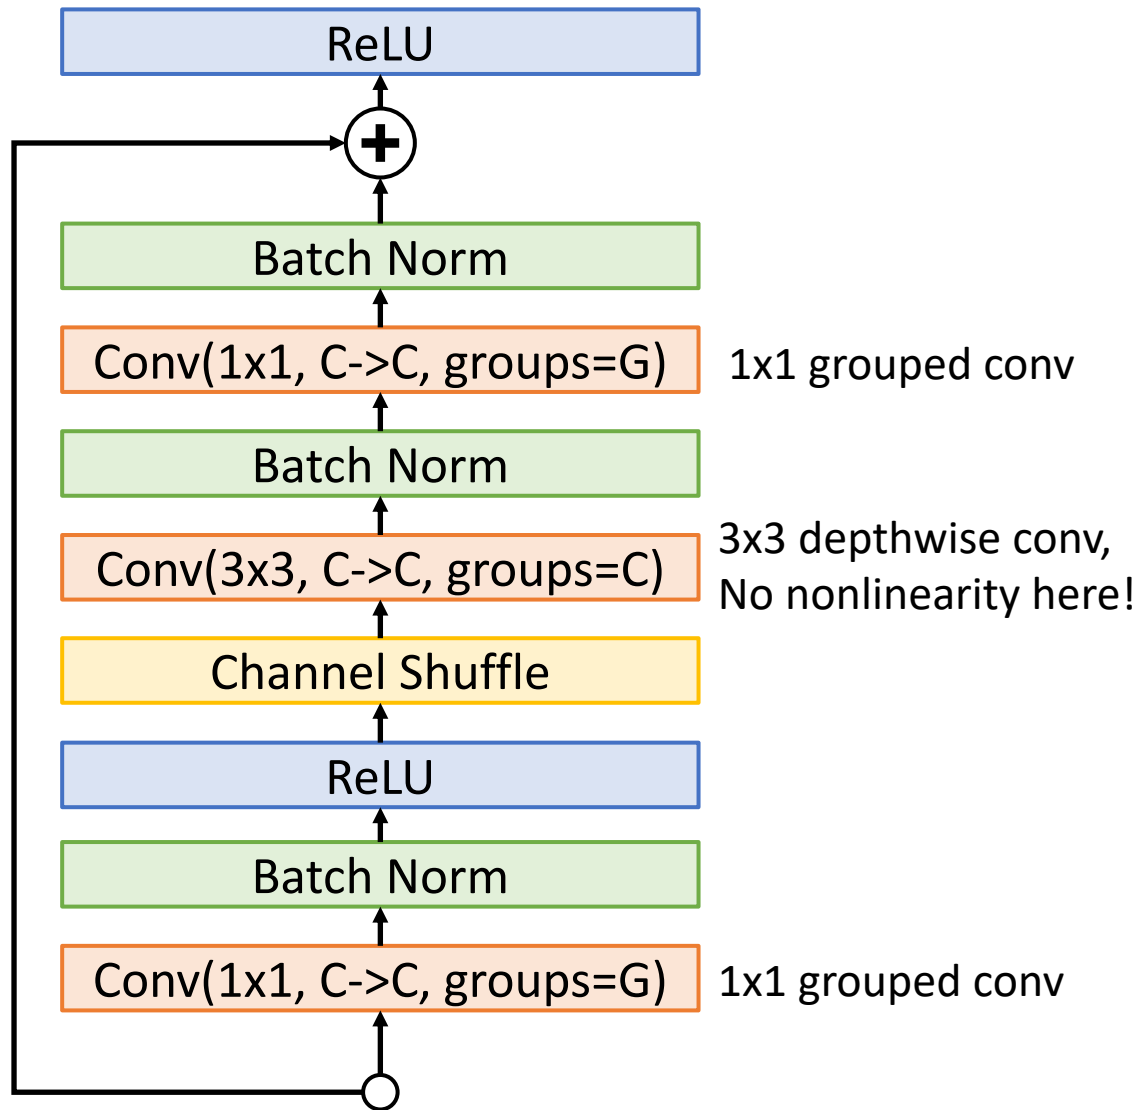 ReLU
Batch Norm
Conv(1x1, C->C, groups=G)
1x1 grouped conv
Batch Norm
Conv(3x3, C->C, groups=C)
3x3 depthwise conv,
No nonlinearity here!
Channel Shuffle
ReLU
Batch Norm
Conv(1x1, C->C, groups=G)
1x1 grouped conv